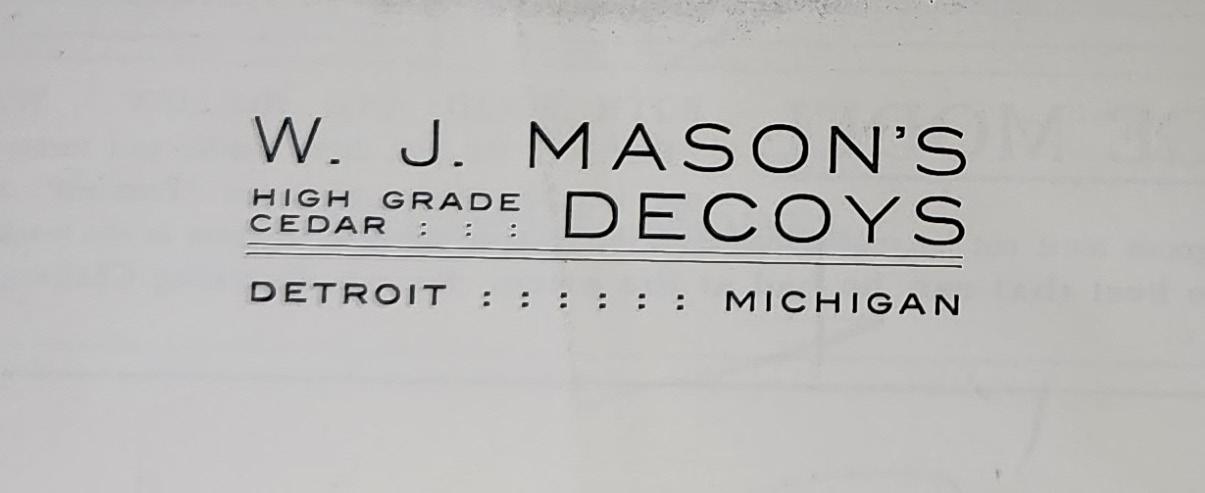 W. J. MASON'S
HIGH GRADE
CEDAR : : : DECOYS
DETROIT : : : : : : MICHIGAN